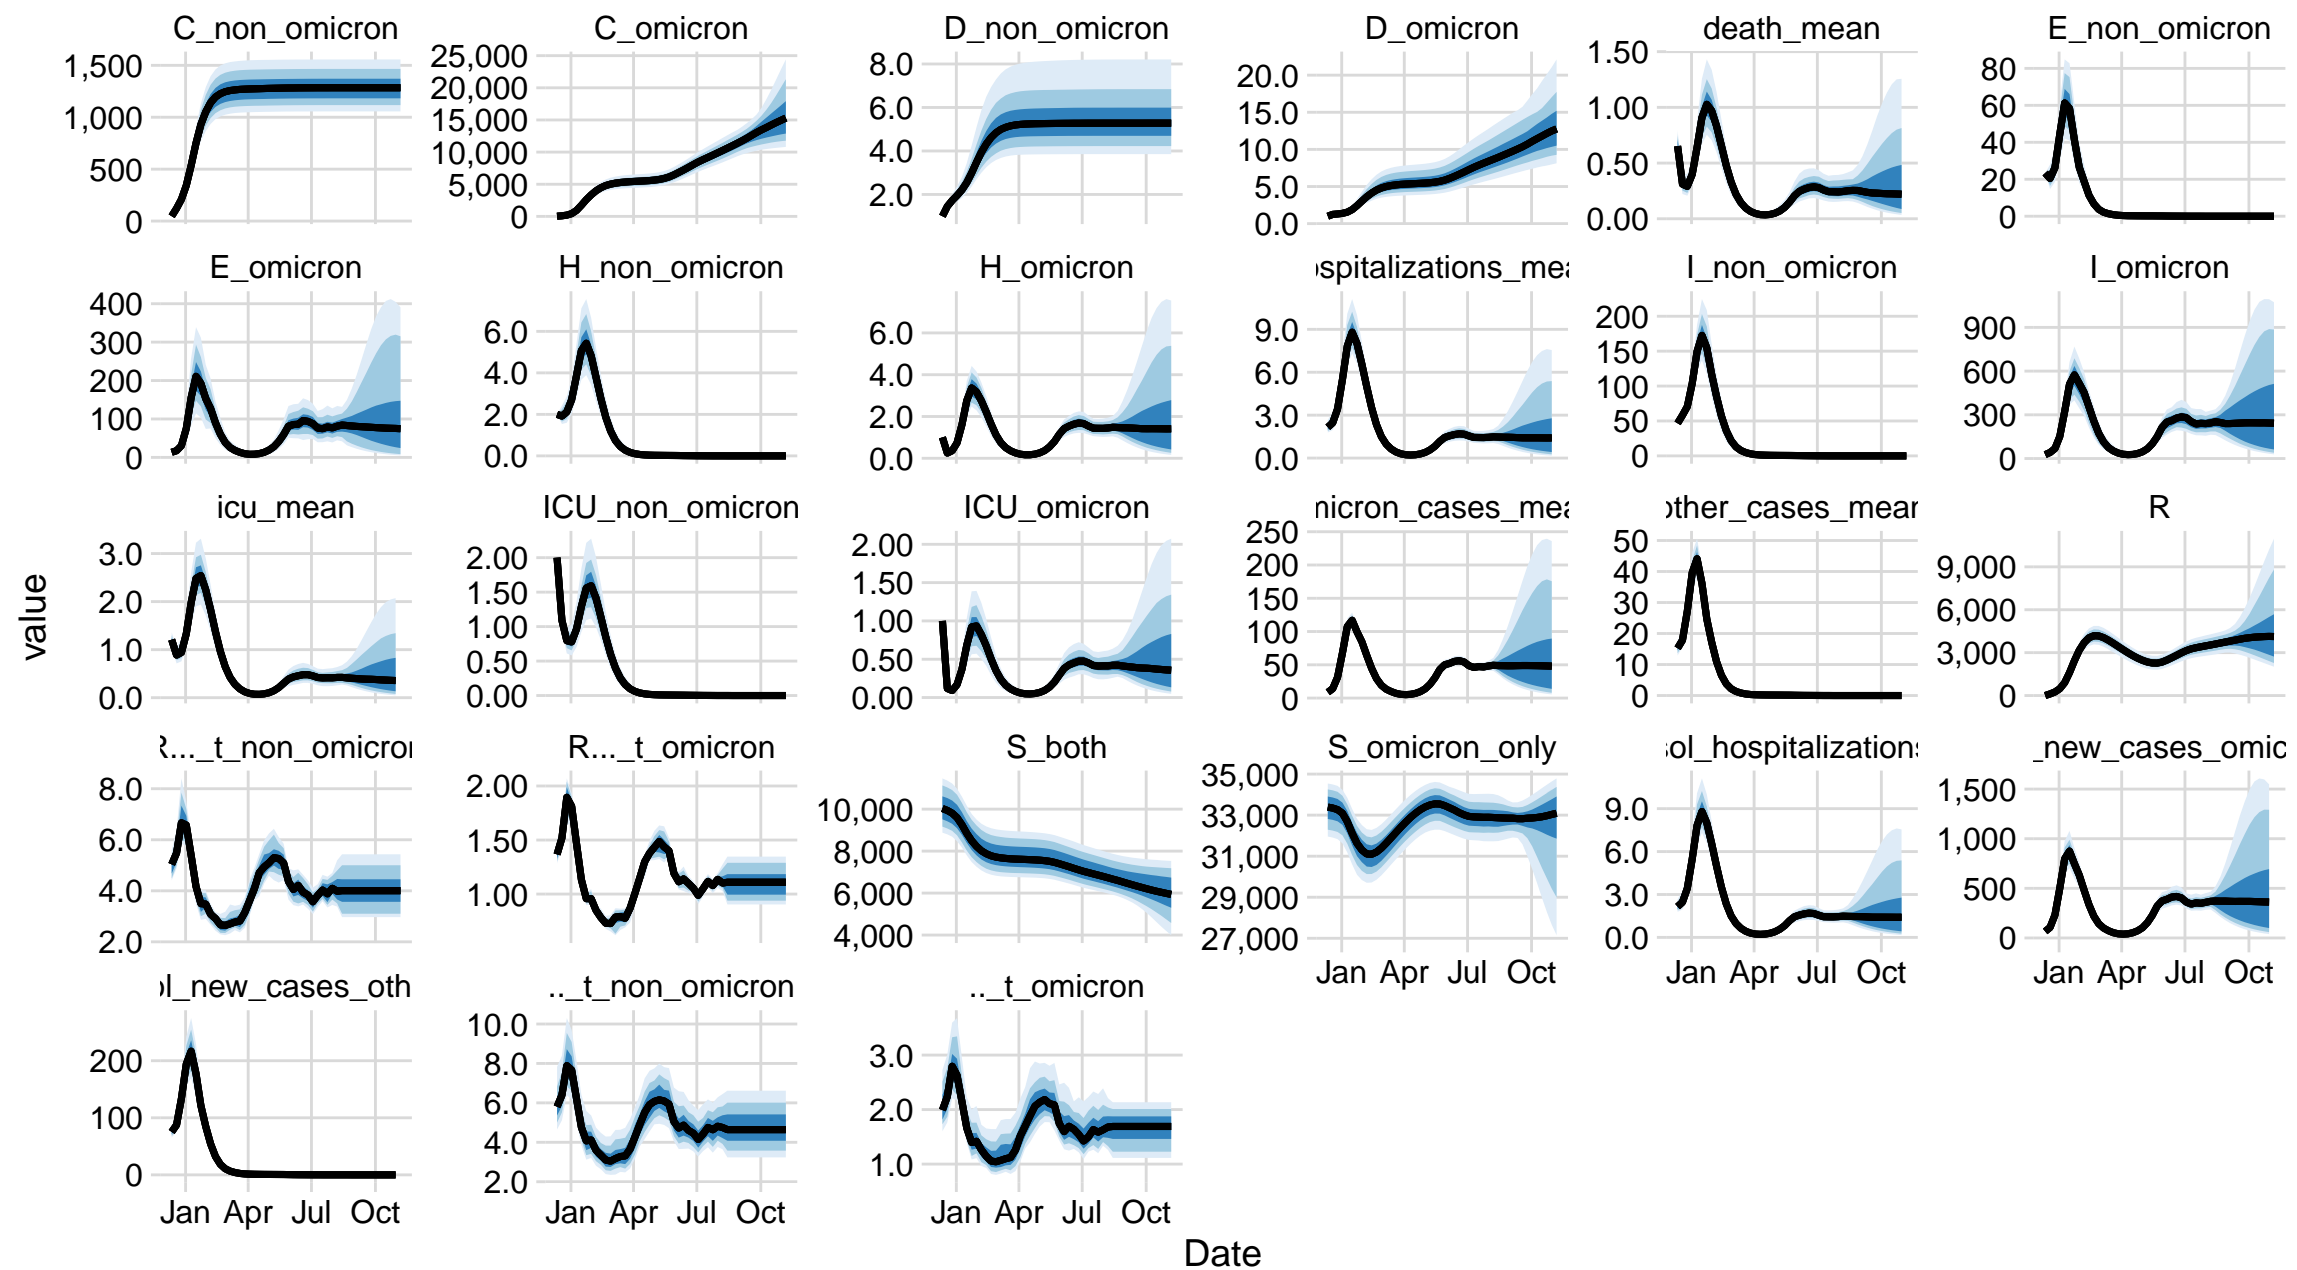 C_non_omicron C_omicron D_non_omicron D_omicron death_mean E_non_omicron
1,500 1,000 500 0
25,000 20,000 15,000 10,000 5,000 0
8.0 6.0 4.0 2.0
20.0 15.0 10.0 5.0 0.0
1.50 1.00 0.50 0.00
80 60 40 20 0
E_omicron H_non_omicron H_omicron spitalizations_mea I_non_omicron I_omicron
400 300 200 100 0
6.0 4.0 2.0 0.0
6.0 4.0 2.0 0.0
9.0 6.0 3.0 0.0
200 150 100 50 0
900 600 300 0
icu_mean ICU_non_omicron ICU_omicron micron_cases_mea other_cases_mean R
3.0 2.0 1.0 0.0
2.00 1.50 1.00 0.50 0.00
2.00 1.50 1.00 0.50 0.00
250 200 150 100 50 0
50 40 30 20 10 0
9,000 6,000 3,000 0
value
R..._t_non_omicron R..._t_omicron S_both S_omicron_only sol_hospitalizations _new_cases_omic
8.0 6.0 4.0 2.0
2.00 1.50 1.00
10,000 8,000 6,000 4,000
35,000 33,000 31,000 29,000 27,000
9.0 6.0 3.0 0.0
1,500 1,000 500 0
Jan Apr Jul Oct
Jan Apr Jul Oct
Jan Apr Jul Oct
ol_new_cases_oth .._t_non_omicron .._t_omicron
200 100 0
10.0 8.0 6.0 4.0 2.0
3.0 2.0 1.0
Jan Apr Jul Oct
Jan Apr Jul Oct
Jan Apr Jul Oct
Date